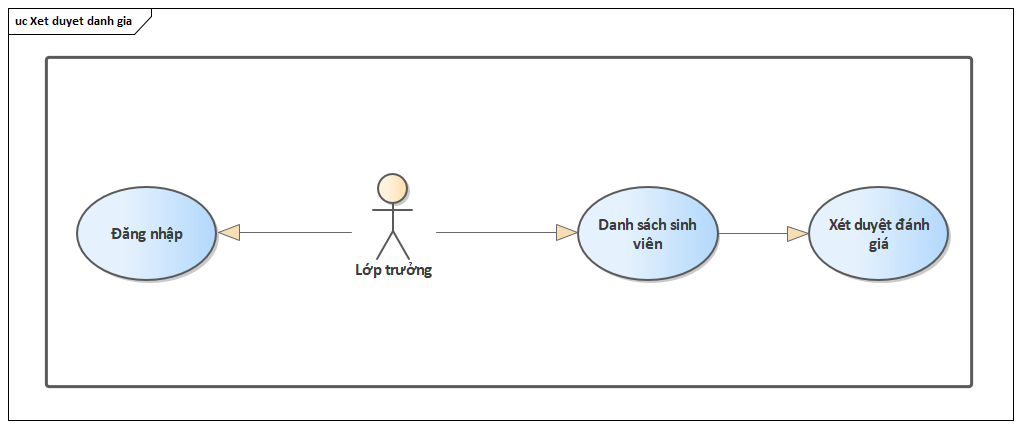 uc Xet duyet danh gia
Đăng nhập
Lớp trưởng
Danh sách sinh
viên
Xét duyệt đánh
giá